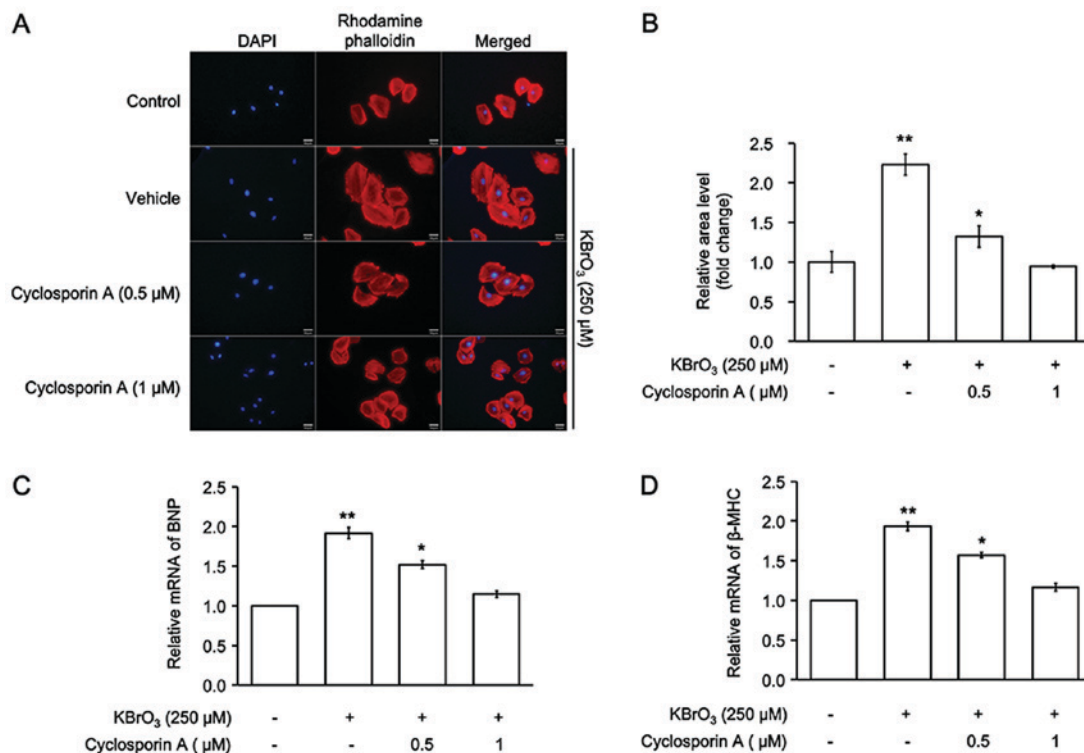 A
DAPI
Rhodamine
phalloidin
Merged
Control
Vehicle
Cyclosporin A (0.5 µM)
Cyclosporin A (1 µM)
KBrO₃ (250 µM)
B
Relative area level
(fold change)
2.5
2.0
1.5
1.0
0.5
0.0
**
*
KBrO₃ (250 µM) - + + +
Cyclosporin A ( µM) - - 0.5 1
C
Relative mRNA of BNP
2.5
2.0
1.5
1.0
0.5
0.0
**
*
KBrO₃ (250 µM) - + + +
Cyclosporin A ( µM) - - 0.5 1
D
Relative mRNA of β-MHC
2.5
2.0
1.5
1.0
0.5
0.0
**
*
KBrO₃ (250 µM) - + + +
Cyclosporin A ( µM) - - 0.5 1